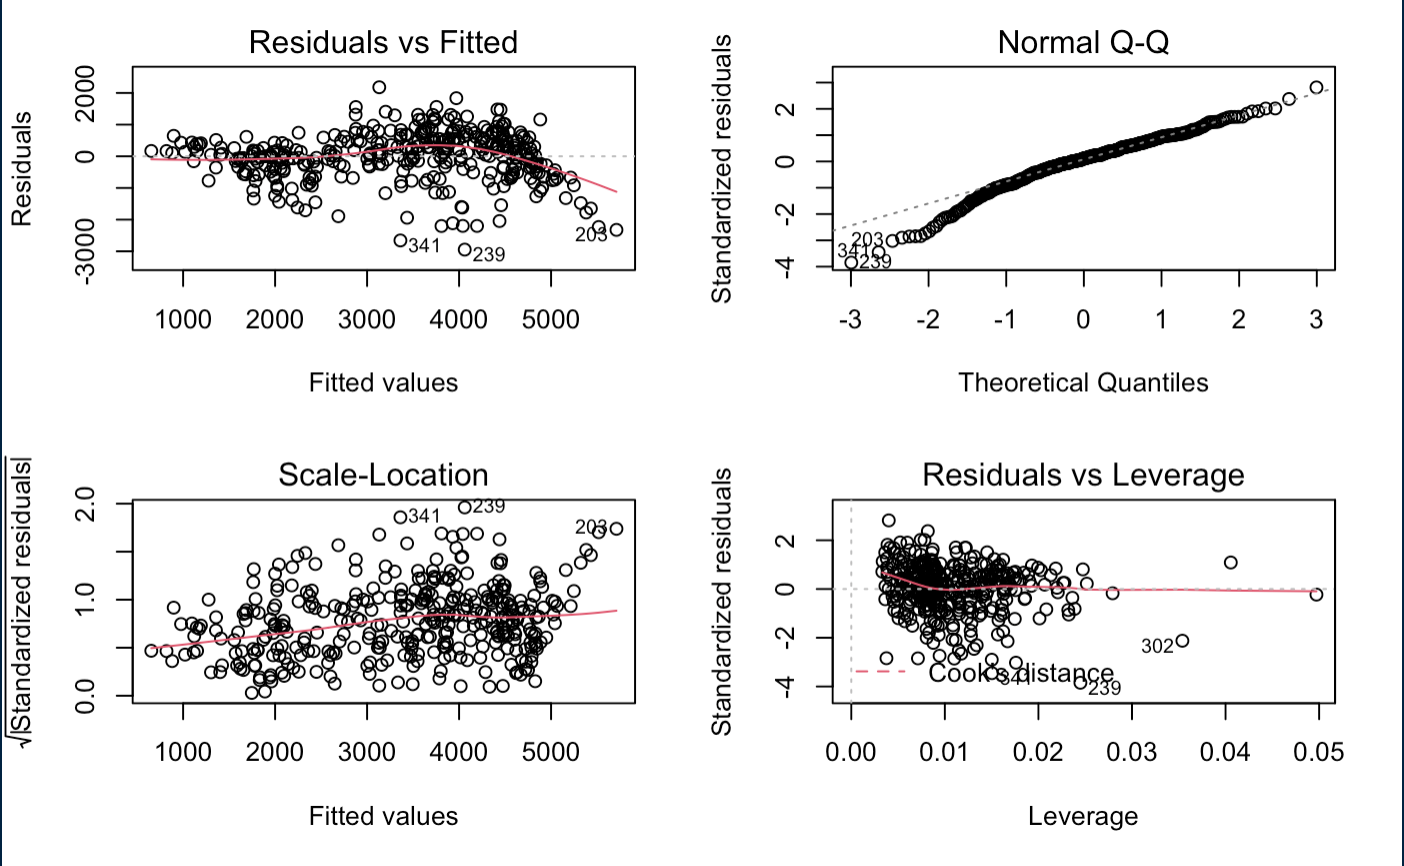 Residuals vs Fitted
Residuals
2000
0
-3000
341
239
203
1000 2000 3000 4000 5000
Fitted values
Normal Q-Q
Standardized residuals
2
0
-2
-4
203
341
239
-3 -2 -1 0 1 2 3
Theoretical Quantiles
Scale-Location
√|Standardized residuals|
2.0
1.0
0.0
341
239
203
1000 2000 3000 4000 5000
Fitted values
Residuals vs Leverage
Standardized residuals
2
0
-2
-4
302
Cook's distance
341
239
0.00 0.01 0.02 0.03 0.04 0.05
Leverage